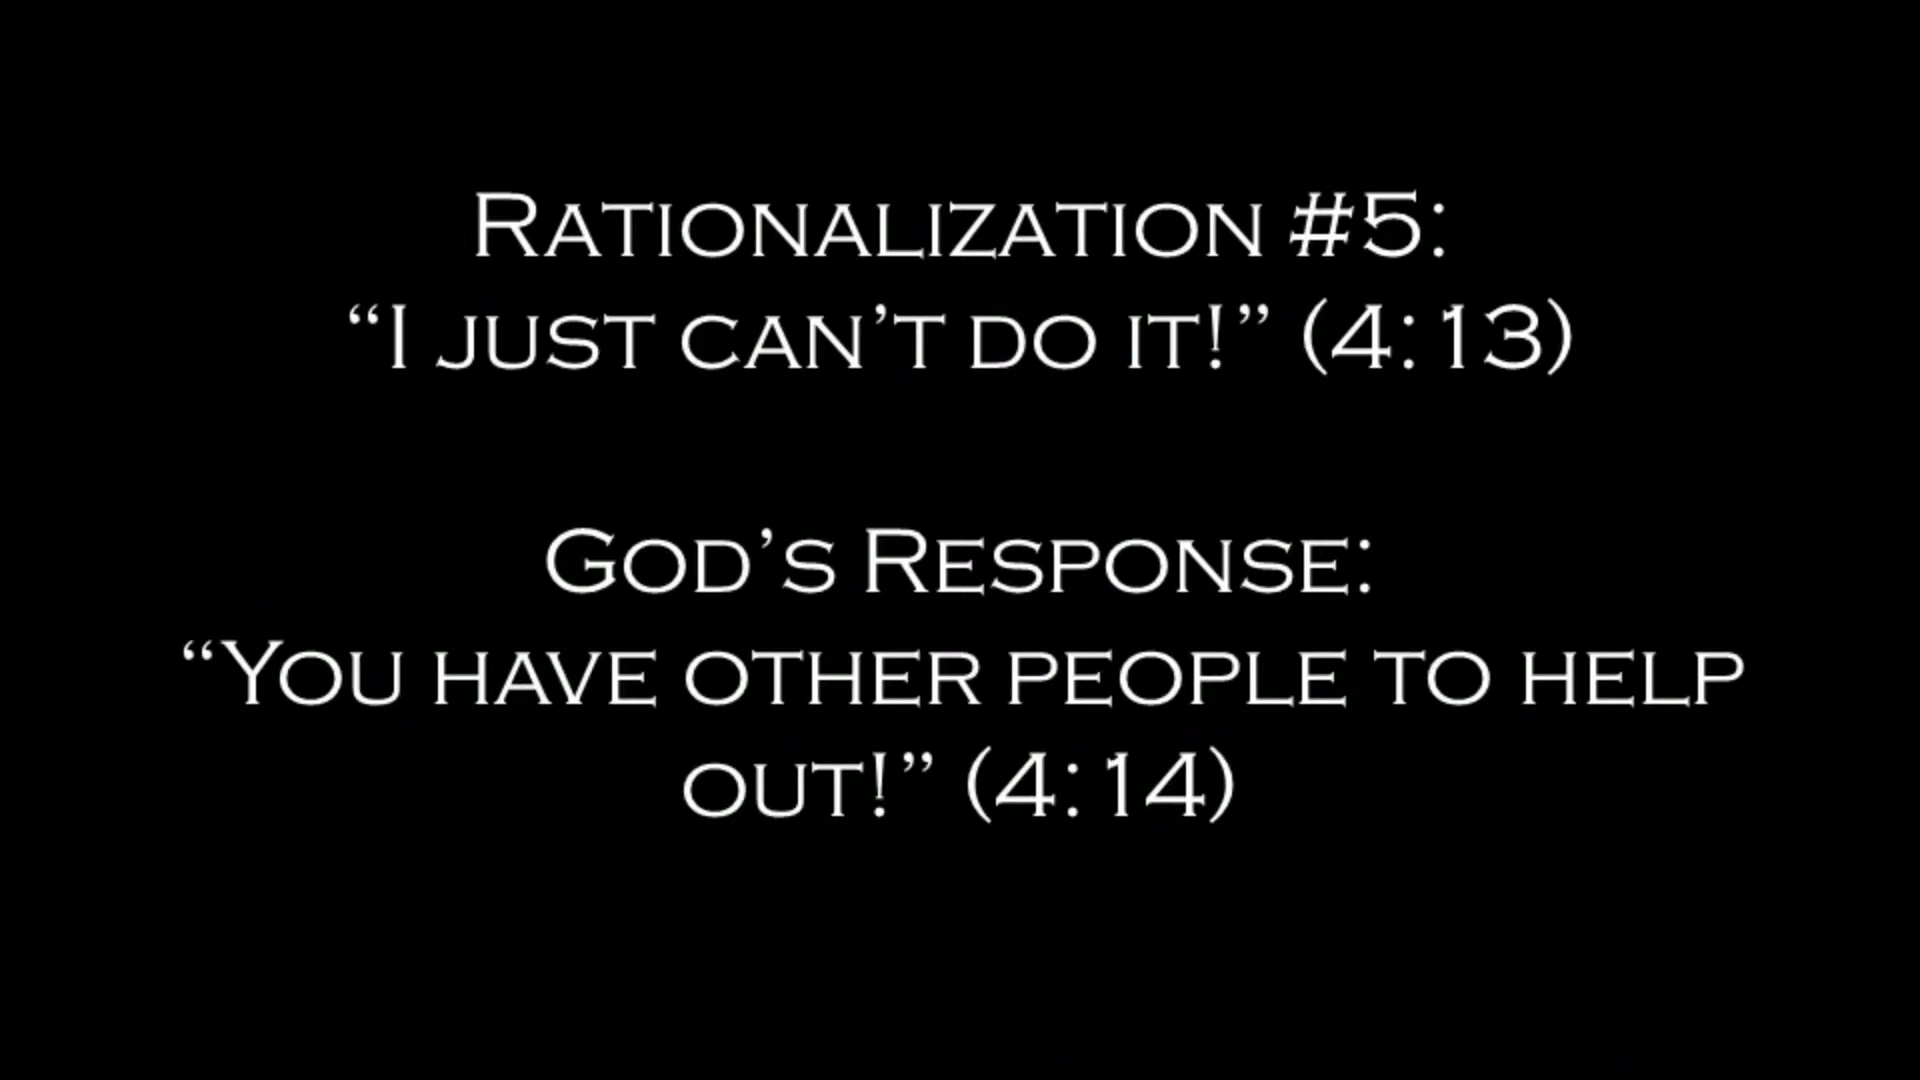 Rationalization #5:
“I just can’t do it!” (4:13)
God’s Response:
“You have other people to help
out!” (4:14)